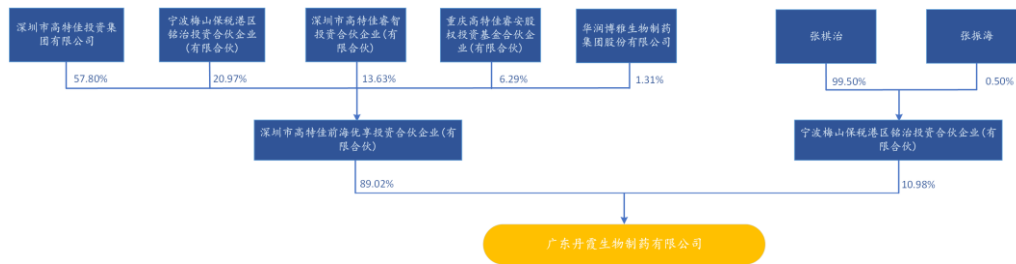 深圳市高特佳投资集
团有限公司
宁波梅山保税港区
铭治投资合伙企业
(有限合伙)
深圳市高特佳睿智
投资合伙企业(有限
合伙)
重庆高特佳睿安股
权投资基金合伙企
业(有限合伙)
华润博雅生物制药
集团股份有限公司
张棋治
张振海
57.80%
20.97%
13.63%
6.29%
1.31%
99.50%
0.50%
深圳市高特佳前海优享投资合伙企业(有
限合伙)
宁波梅山保税港区铭治投资合伙企业(有
限合伙)
89.02%
10.98%
广东丹霞生物制药有限公司